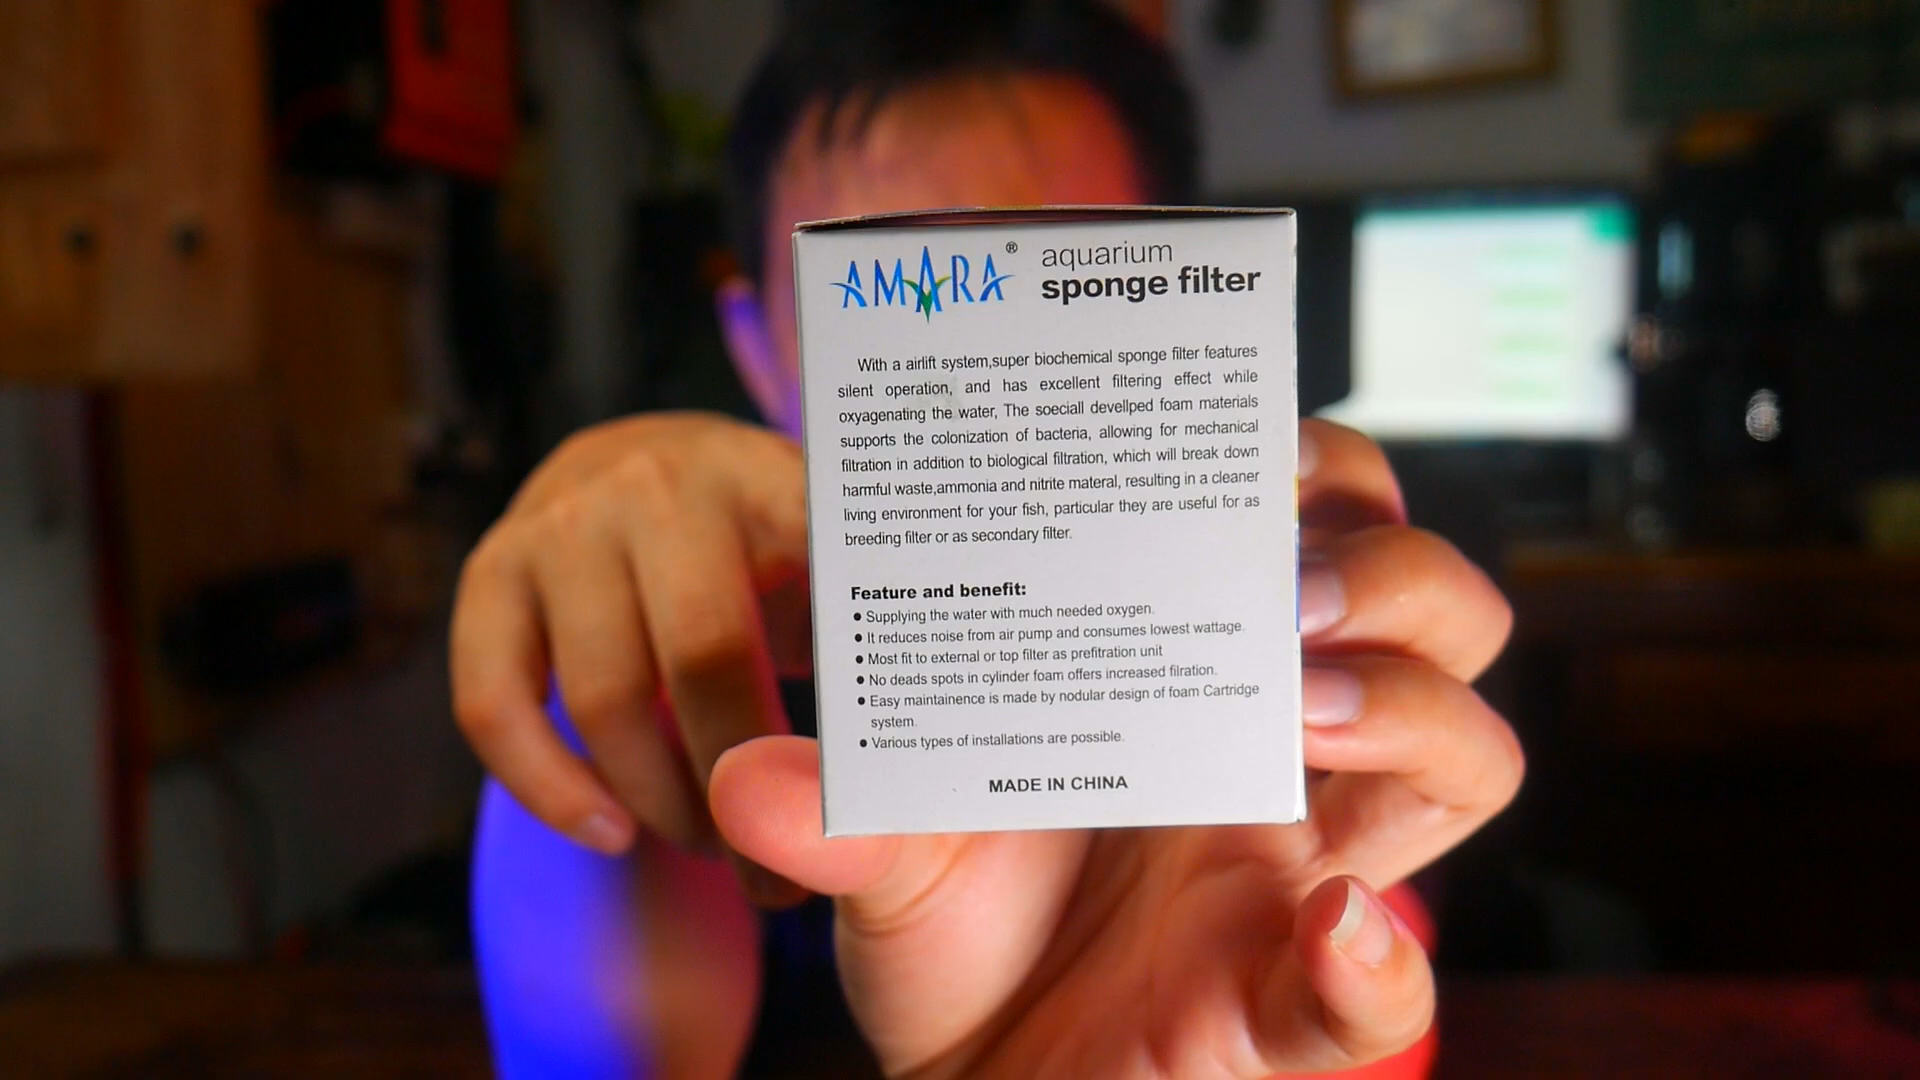 AMARA® aquarium
sponge filter
With a airlift system,super biochemical sponge filter features
silent operation, and has excellent filtering effect while
oxyagenating the water, The soeciall devellped foam materials
supports the colonization of bacteria, allowing for mechanical
filtration in addition to biological filtration, which will break down
harmful waste,ammonia and nitrite materal, resulting in a cleaner
living environment for your fish, particular they are useful for as
breeding filter or as secondary filter.
Feature and benefit:
● Supplying the water with much needed oxygen.
● It reduces noise from air pump and consumes lowest wattage.
● Most fit to external or top filter as prefitration unit
● No deads spots in cylinder foam offers increased filration.
● Easy maintainence is made by nodular design of foam Cartridge
system.
● Various types of installations are possible.
MADE IN CHINA